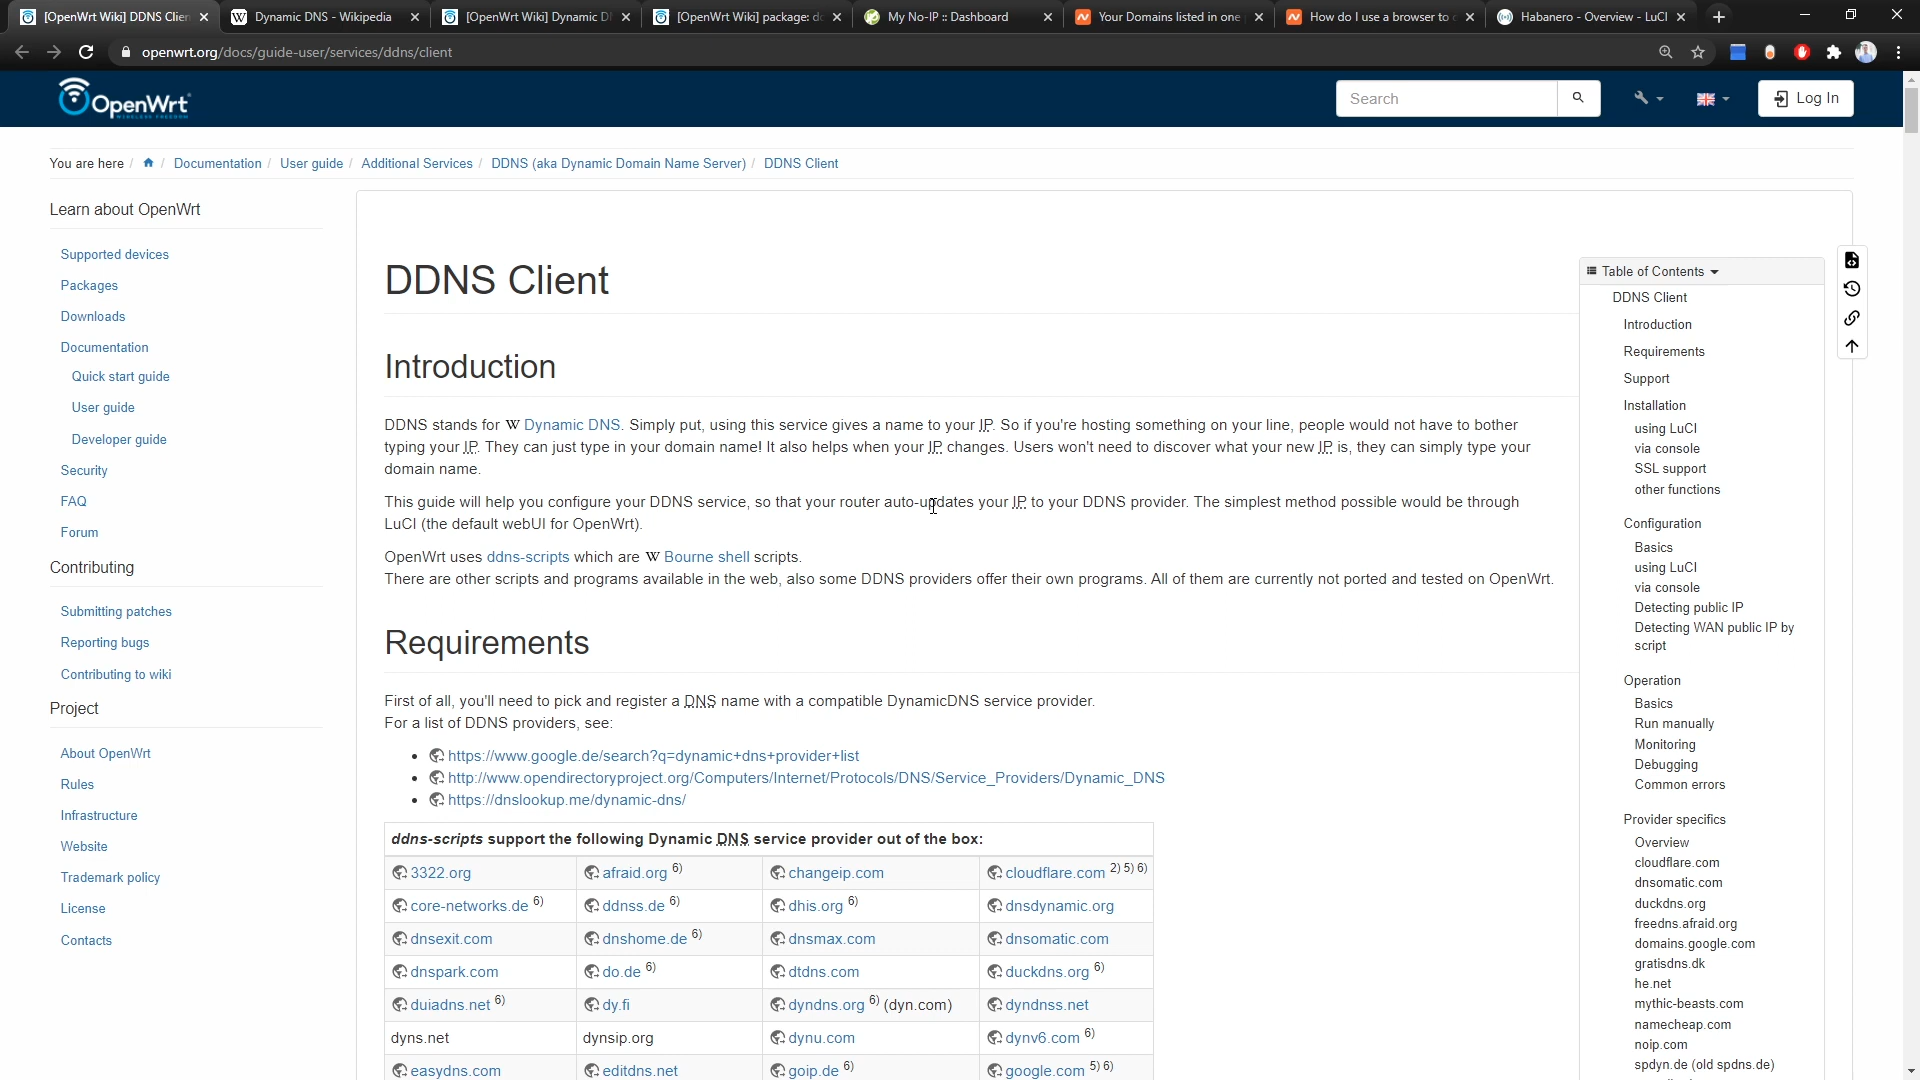 [OpenWrt Wiki] DDNS Clien
Dynamic DNS - Wikipedia
[OpenWrt Wiki] Dynamic D
[OpenWrt Wiki] package: d
My No-IP :: Dashboard
Your Domains listed in one
How do I use a browser to
Habanero - Overview - LuCI
openwrt.org/docs/guide-user/services/ddns/client
OpenWrt
WIRELESS FREEDOM
Search
Log In
You are here / / Documentation / User guide / Additional Services / DDNS (aka Dynamic Domain Name Server) / DDNS Client
Learn about OpenWrt
Supported devices
Packages
Downloads
Documentation
Quick start guide
User guide
Developer guide
Security
FAQ
Forum
Contributing
Submitting patches
Reporting bugs
Contributing to wiki
Project
About OpenWrt
Rules
Infrastructure
Website
Trademark policy
License
Contacts
DDNS Client
Introduction
DDNS stands for W Dynamic DNS. Simply put, using this service gives a name to your IP. So if you're hosting something on your line, people would not have to bother
typing your IP. They can just type in your domain name! It also helps when your IP changes. Users won't need to discover what your new IP is, they can simply type your
domain name.
This guide will help you configure your DDNS service, so that your router auto-updates your IP to your DDNS provider. The simplest method possible would be through
LuCI (the default webUI for OpenWrt).
OpenWrt uses ddns-scripts which are W Bourne shell scripts.
There are other scripts and programs available in the web, also some DDNS providers offer their own programs. All of them are currently not ported and tested on OpenWrt.
Requirements
First of all, you'll need to pick and register a DNS name with a compatible DynamicDNS service provider.
For a list of DDNS providers, see:
• https://www.google.de/search?q=dynamic+dns+provider+list
• http://www.opendirectoryproject.org/Computers/Internet/Protocols/DNS/Service_Providers/Dynamic_DNS
• https://dnslookup.me/dynamic-dns/
ddns-scripts support the following Dynamic DNS service provider out of the box:
3322.org afraid.org 6) changeip.com cloudflare.com 2) 5) 6)
core-networks.de 6) ddnss.de 6) dhis.org 6) dnsdynamic.org
dnsexit.com dnshome.de 6) dnsmax.com dnsomatic.com
dnspark.com do.de 6) dtdns.com duckdns.org 6)
duiadns.net 6) dy.fi dyndns.org 6) (dyn.com) dyndnss.net
dyns.net dynsip.org dynu.com dynv6.com 6)
easydns.com editdns.net goip.de 6) google.com 5) 6)
Table of Contents
DDNS Client
Introduction
Requirements
Support
Installation
using LuCI
via console
SSL support
other functions
Configuration
Basics
using LuCI
via console
Detecting public IP
Detecting WAN public IP by
script
Operation
Basics
Run manually
Monitoring
Debugging
Common errors
Provider specifics
Overview
cloudflare.com
dnsomatic.com
duckdns.org
freedns.afraid.org
domains.google.com
gratisdns.dk
he.net
mythic-beasts.com
namecheap.com
noip.com
spdyn.de (old spdns.de)